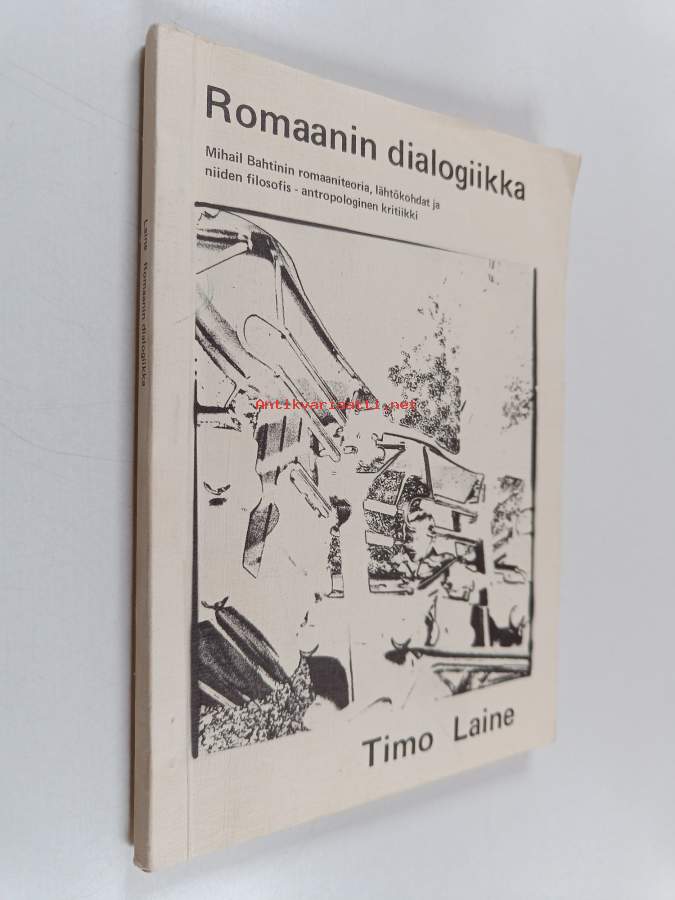 Romaanin dialogiikka
Mihail Bahtinin romaaniteoria, lähtökohdat ja
niiden filosofis - antropologinen kritiikki
Antikvariaatti.net
Timo Laine
Laine Romaanin dialogiikka